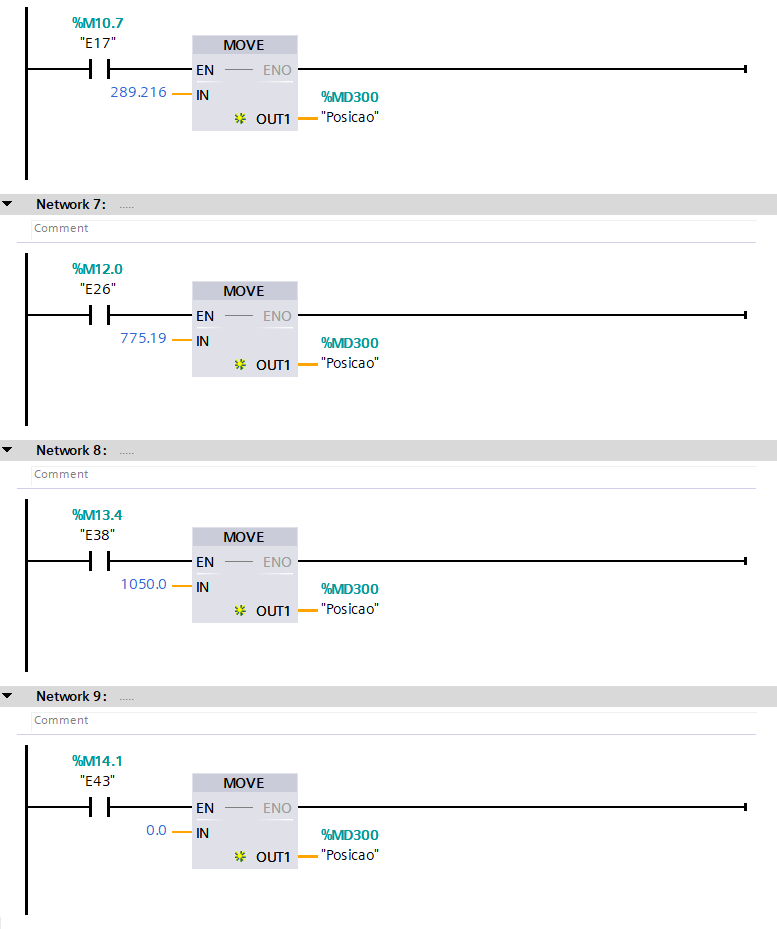 %M10.7
"E17"
MOVE
EN ENO
289.216 IN
%MD300
OUT1 "Posicao"
Network 7: .....
Comment
%M12.0
"E26"
MOVE
EN ENO
775.19 IN
%MD300
OUT1 "Posicao"
Network 8: .....
Comment
%M13.4
"E38"
MOVE
EN ENO
1050.0 IN
%MD300
OUT1 "Posicao"
Network 9: .....
Comment
%M14.1
"E43"
MOVE
EN ENO
0.0 IN
%MD300
OUT1 "Posicao"